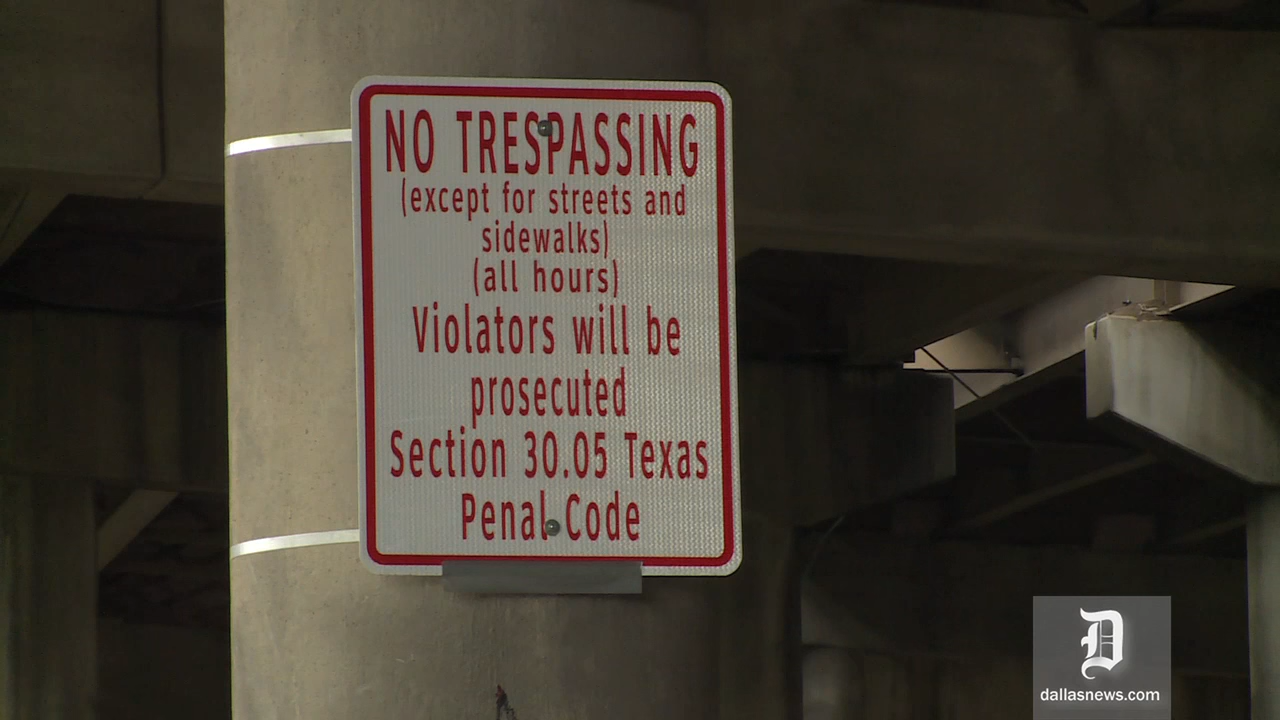 NO TRESPASSING
(except for streets and
sidewalks)
(all hours)
Violators will be
prosecuted
Section 30.05 Texas
Penal Code
D
dallasnews.com